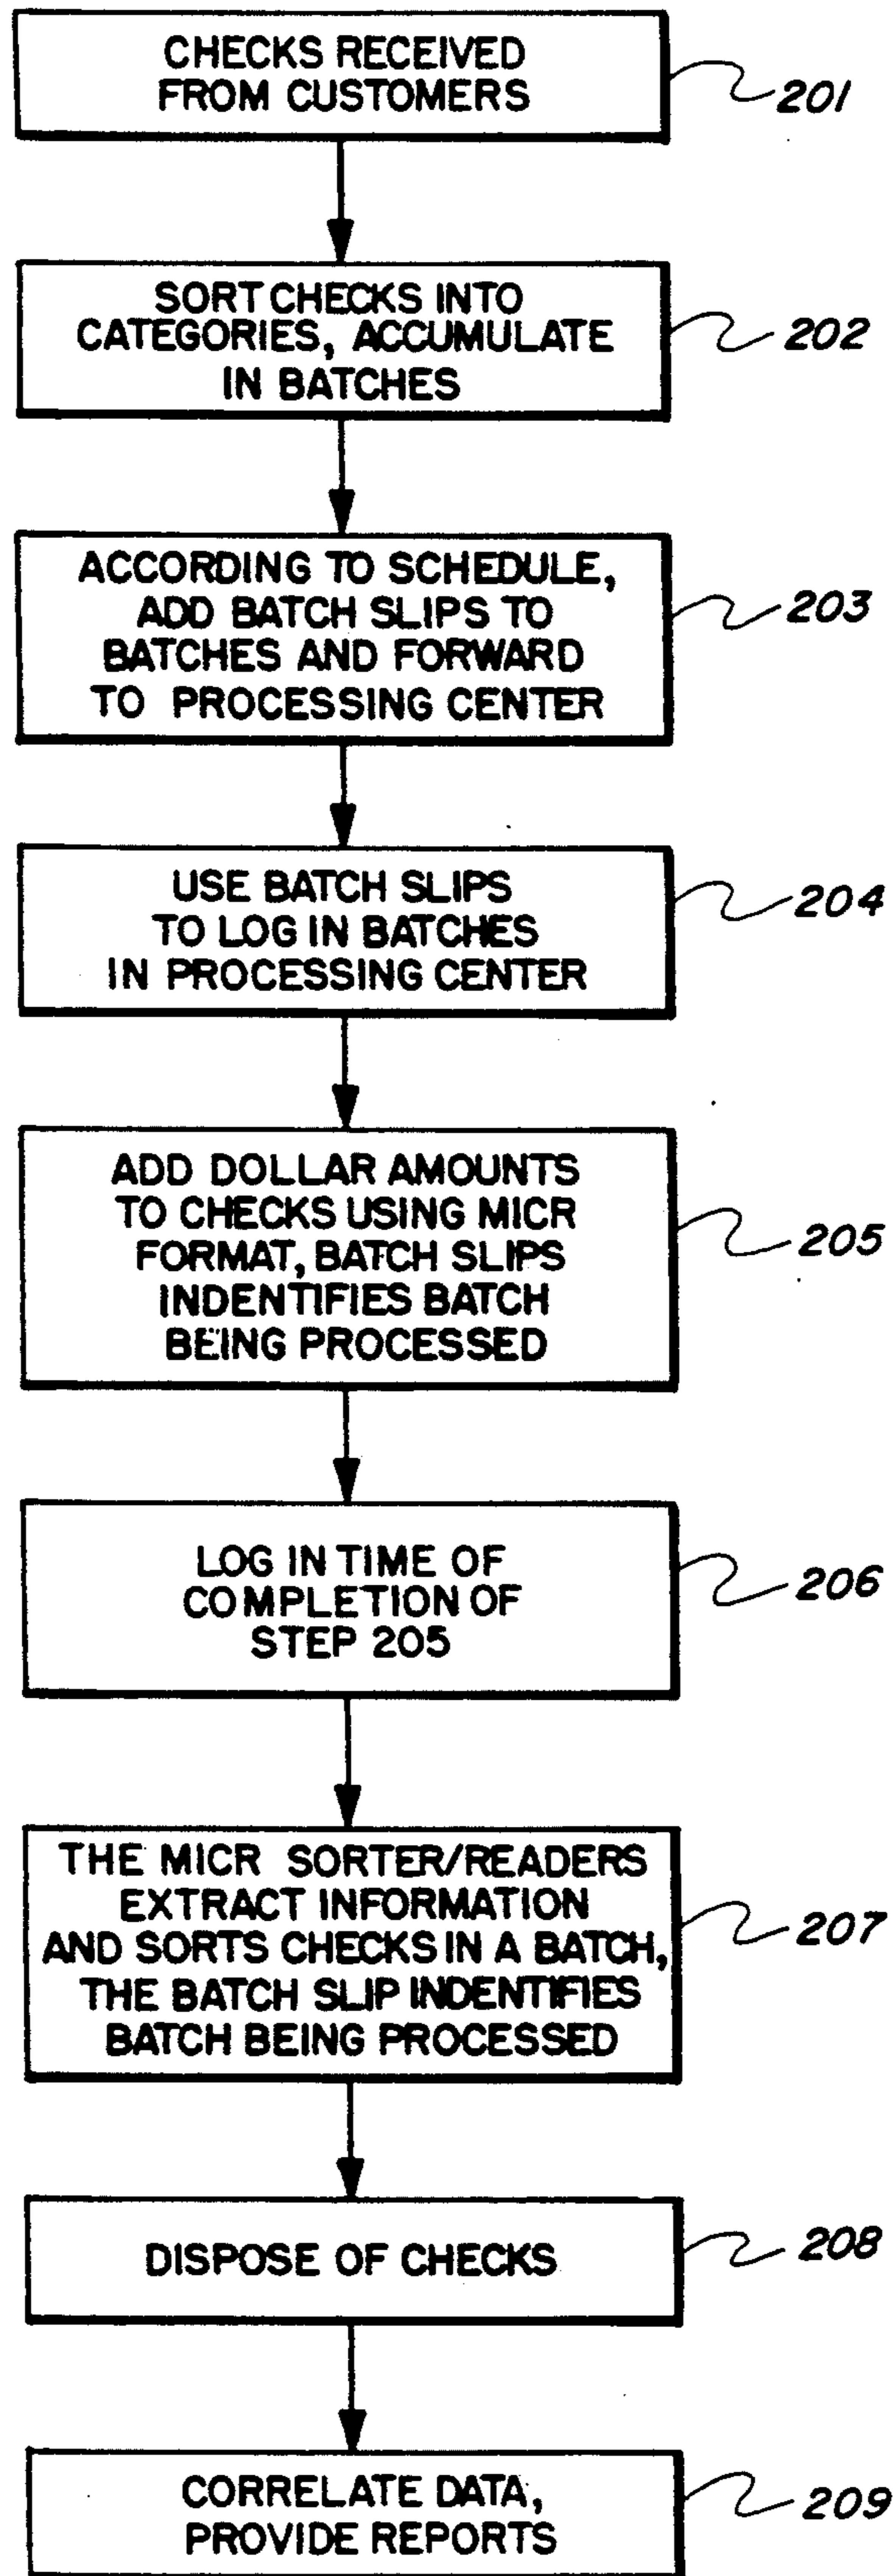 CHECKS RECEIVED
FROM CUSTOMERS
201
SORT CHECKS INTO
CATEGORIES, ACCUMULATE
IN BATCHES
202
ACCORDING TO SCHEDULE,
ADD BATCH SLIPS TO
BATCHES AND FORWARD
TO PROCESSING CENTER
203
USE BATCH SLIPS
TO LOG IN BATCHES
IN PROCESSING CENTER
204
ADD DOLLAR AMOUNTS
TO CHECKS USING MICR
FORMAT, BATCH SLIPS
INDENTIFIES BATCH
BEING PROCESSED
205
LOG IN TIME OF
COMPLETION OF
STEP 205
206
THE MICR SORTER/READERS
EXTRACT INFORMATION
AND SORTS CHECKS IN A BATCH,
THE BATCH SLIP INDENTIFIES
BATCH BEING PROCESSED
207
DISPOSE OF CHECKS
208
CORRELATE DATA,
PROVIDE REPORTS
209